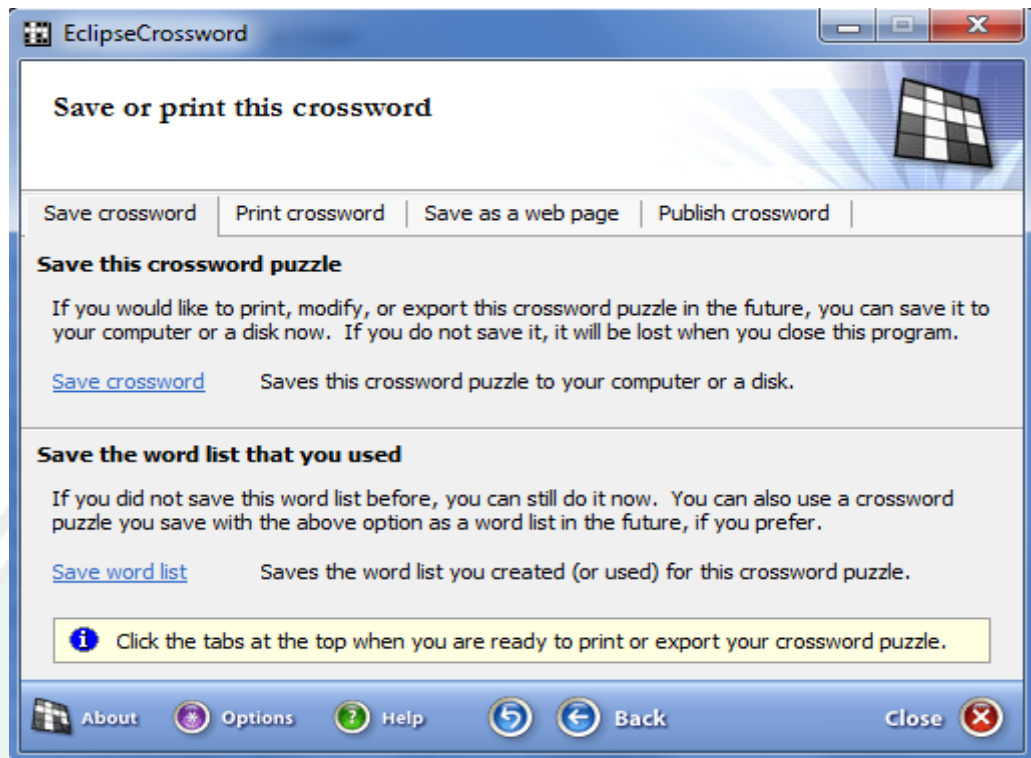 EclipseCrossword
Save or print this crossword
Save crossword Print crossword Save as a web page Publish crossword
Save this crossword puzzle
If you would like to print, modify, or export this crossword puzzle in the future, you can save it to
your computer or a disk now.  If you do not save it, it will be lost when you close this program.
Save crossword Saves this crossword puzzle to your computer or a disk.
Save the word list that you used
If you did not save this word list before, you can still do it now.  You can also use a crossword
puzzle you save with the above option as a word list in the future, if you prefer.
Save word list Saves the word list you created (or used) for this crossword puzzle.
Click the tabs at the top when you are ready to print or export your crossword puzzle.
About Options Help Back Close